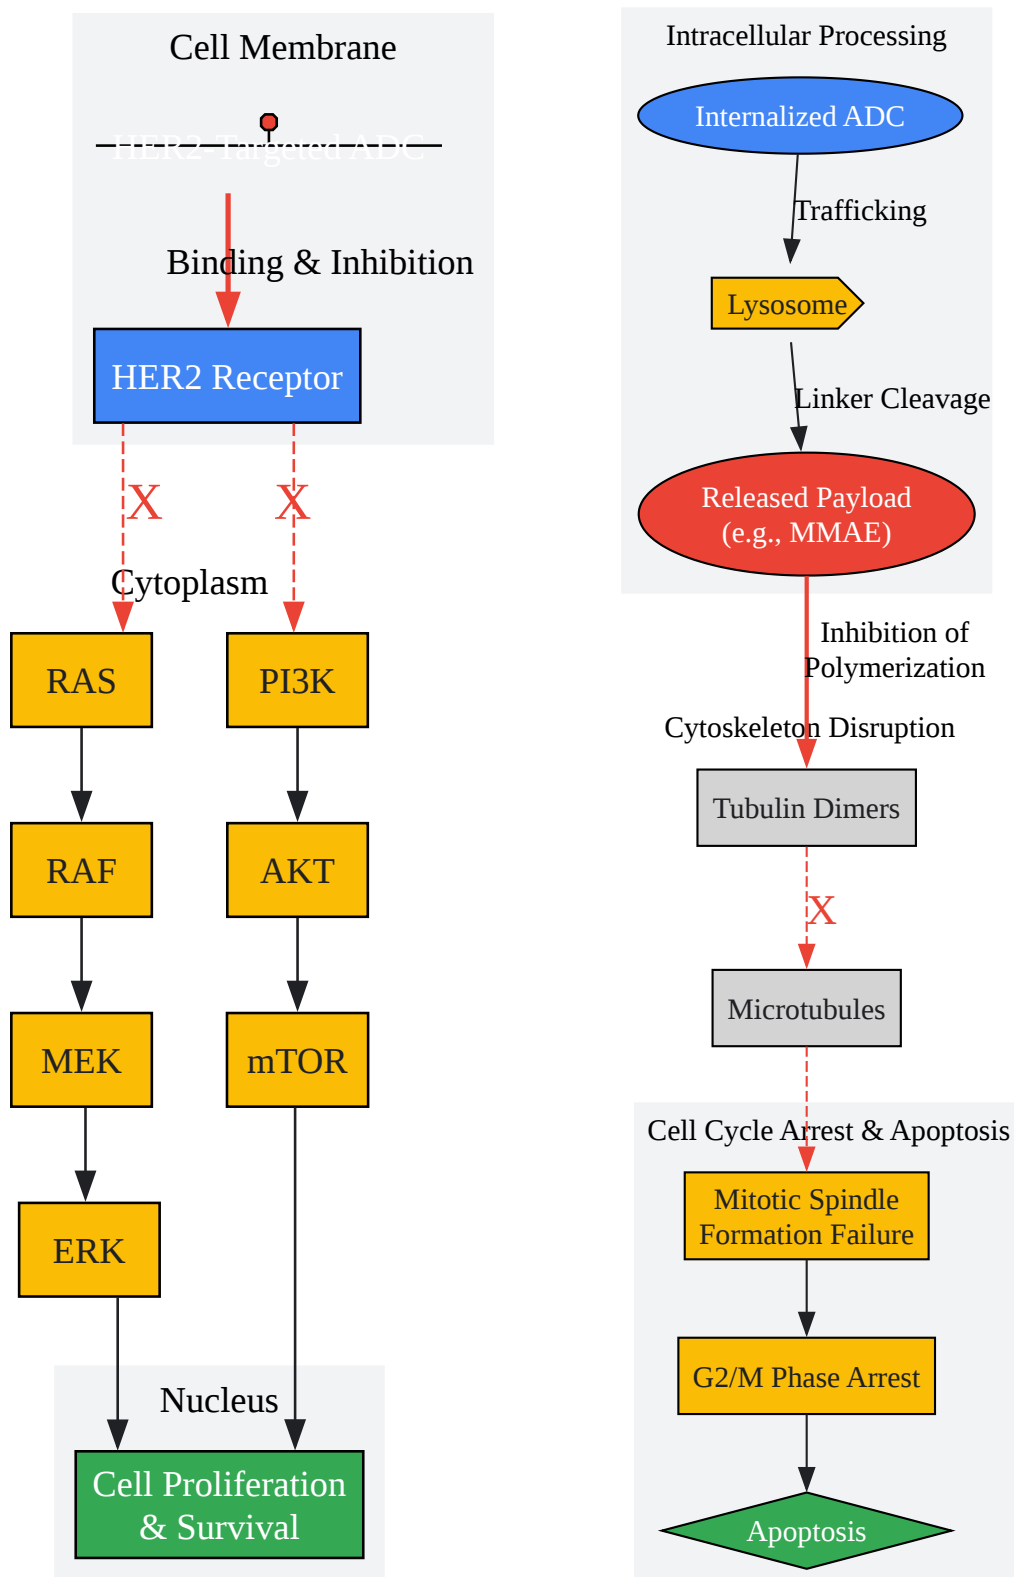 Cell Membrane
HER2-Targeted ADC
Binding & Inhibition
HER2 Receptor
X
X
Cytoplasm
RAS
PI3K
RAF
AKT
MEK
mTOR
ERK
Nucleus
Cell Proliferation
& Survival
Intracellular Processing
Internalized ADC
Trafficking
Lysosome
Linker Cleavage
Released Payload
(e.g., MMAE)
Inhibition of
Polymerization
Cytoskeleton Disruption
Tubulin Dimers
X
Microtubules
Cell Cycle Arrest & Apoptosis
Mitotic Spindle
Formation Failure
G2/M Phase Arrest
Apoptosis